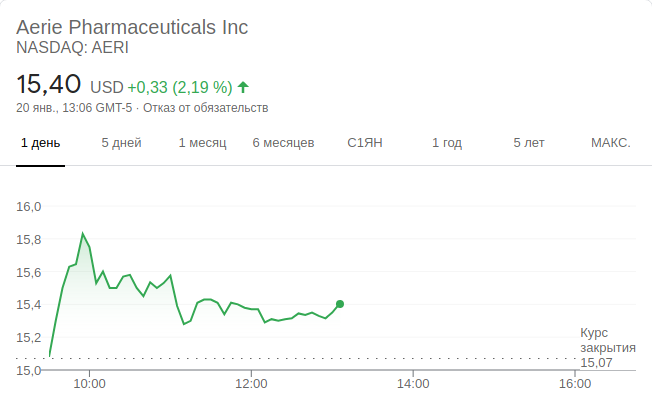 Aerie Pharmaceuticals Inc
NASDAQ: AERI
15,40 USD +0,33 (2,19 %)
20 янв., 13:06 GMT-5 · Отказ от обязательств
1 день 5 дней 1 месяц 6 месяцев С1ЯН 1 год 5 лет МАКС.
16,0
15,8
15,6
15,4
15,2
15,0
Курс
закрытия
15,07
10:00 12:00 14:00 16:00